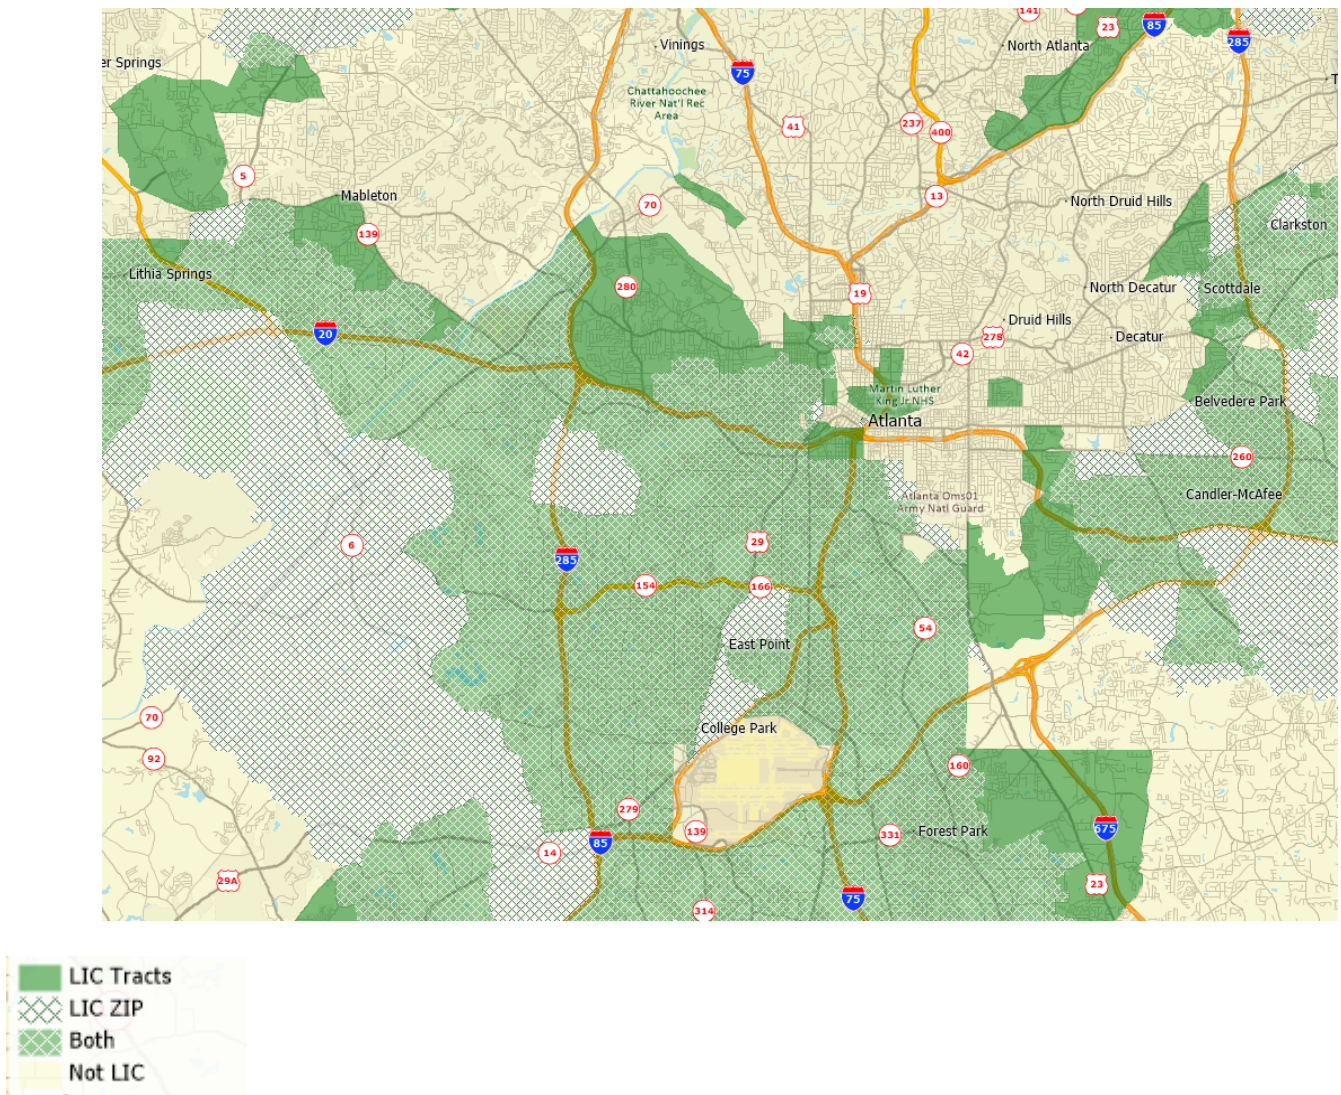 141
23
85
285
Vinings
North Atlanta
er Springs
75
Chattahoochee
River Nat'l Rec
Area
41
237
400
5
Mableton
70
13
North Druid Hills
139
Clarkston
Lithia Springs
280
19
North Decatur
Scottdale
20
Druid Hills
278
Decatur
42
Martin Luther
King Jr NHS
Belvedere Park
Atlanta
260
Candler-McAfee
Atlanta Oms01
Army Natl Guard
6
29
285
154
166
54
East Point
70
College Park
92
160
279
139
331
Forest Park
675
14
85
29A
23
75
314
LIC Tracts
LIC ZIP
Both
Not LIC